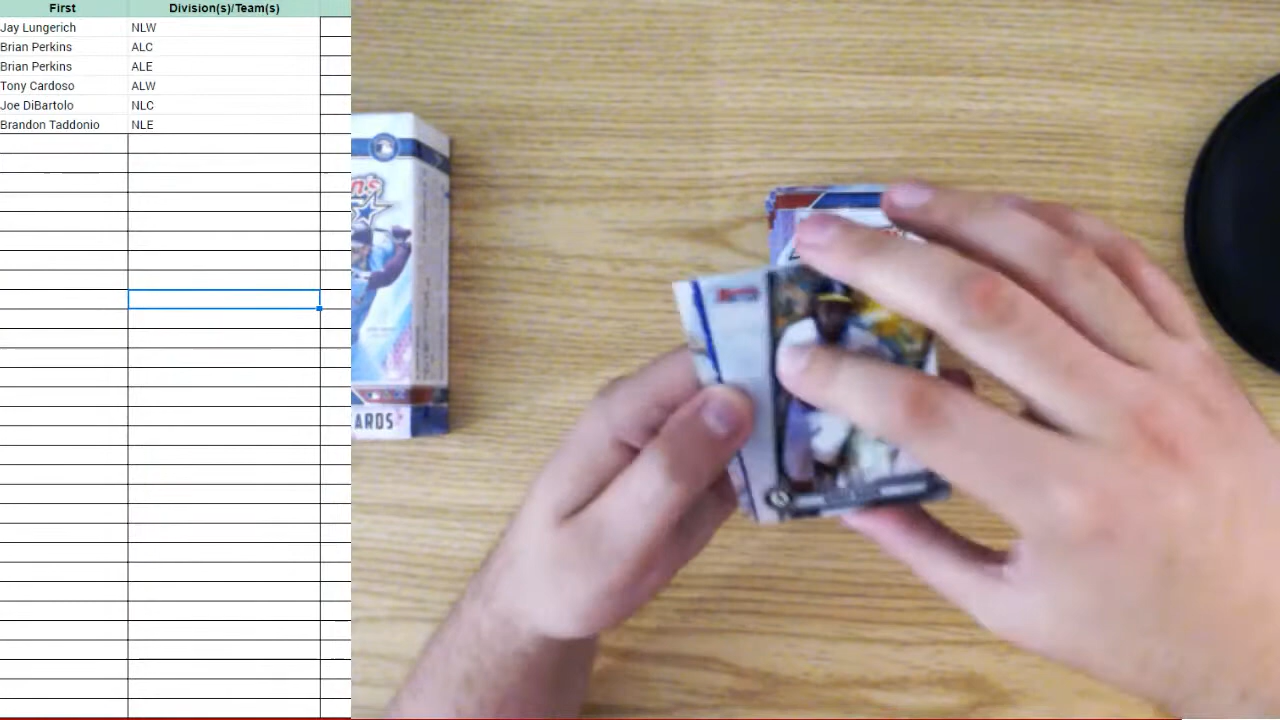 First Division(s)/Team(s)
Jay Lungerich NLW
Brian Perkins ALC
Brian Perkins ALE
Tony Cardoso ALW
Joe DiBartolo NLC
Brandon Taddonio NLE
ARDS